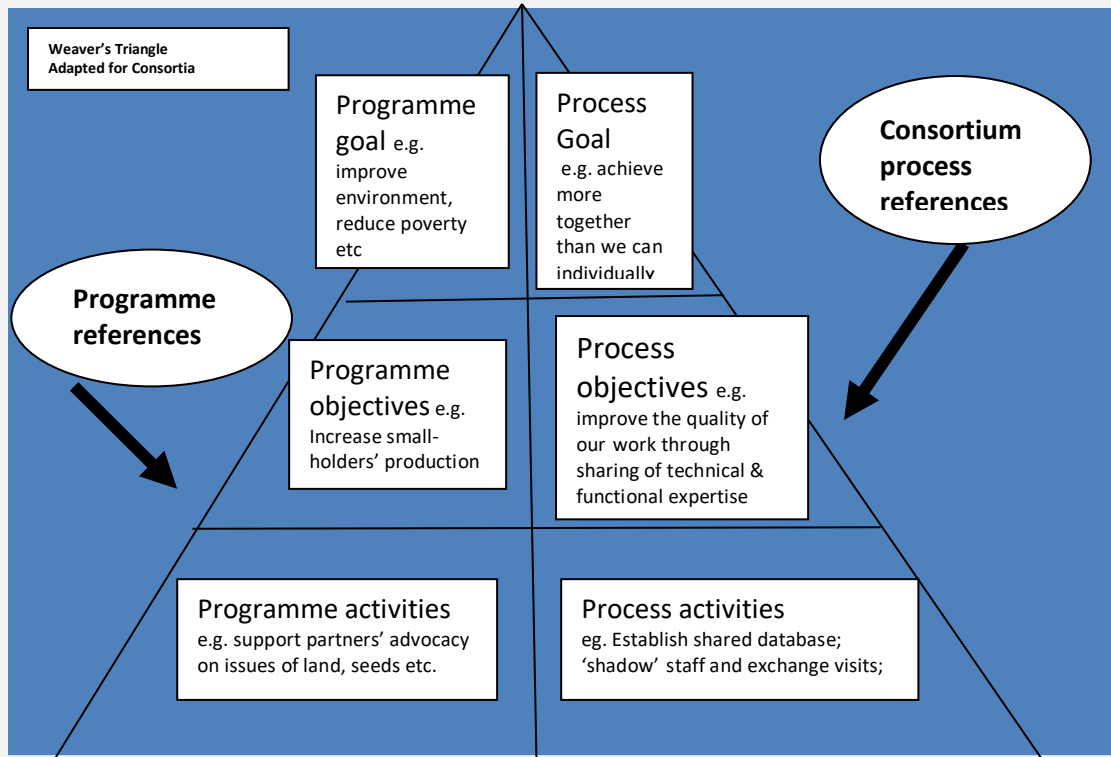 Weaver's Triangle
Adapted for Consortia
Programme
goal e.g.
improve
environment,
reduce poverty
etc
Process
Goal
e.g. achieve
more
together
than we can
individually
Consortium
process
references
Programme
references
Programme
objectives e.g.
Increase small-
holders' production
Process
objectives e.g.
improve the quality of
our work through
sharing of technical &
functional expertise
Programme activities
e.g. support partners' advocacy
on issues of land, seeds etc.
Process activities
eg. Establish shared database;
'shadow' staff and exchange visits;